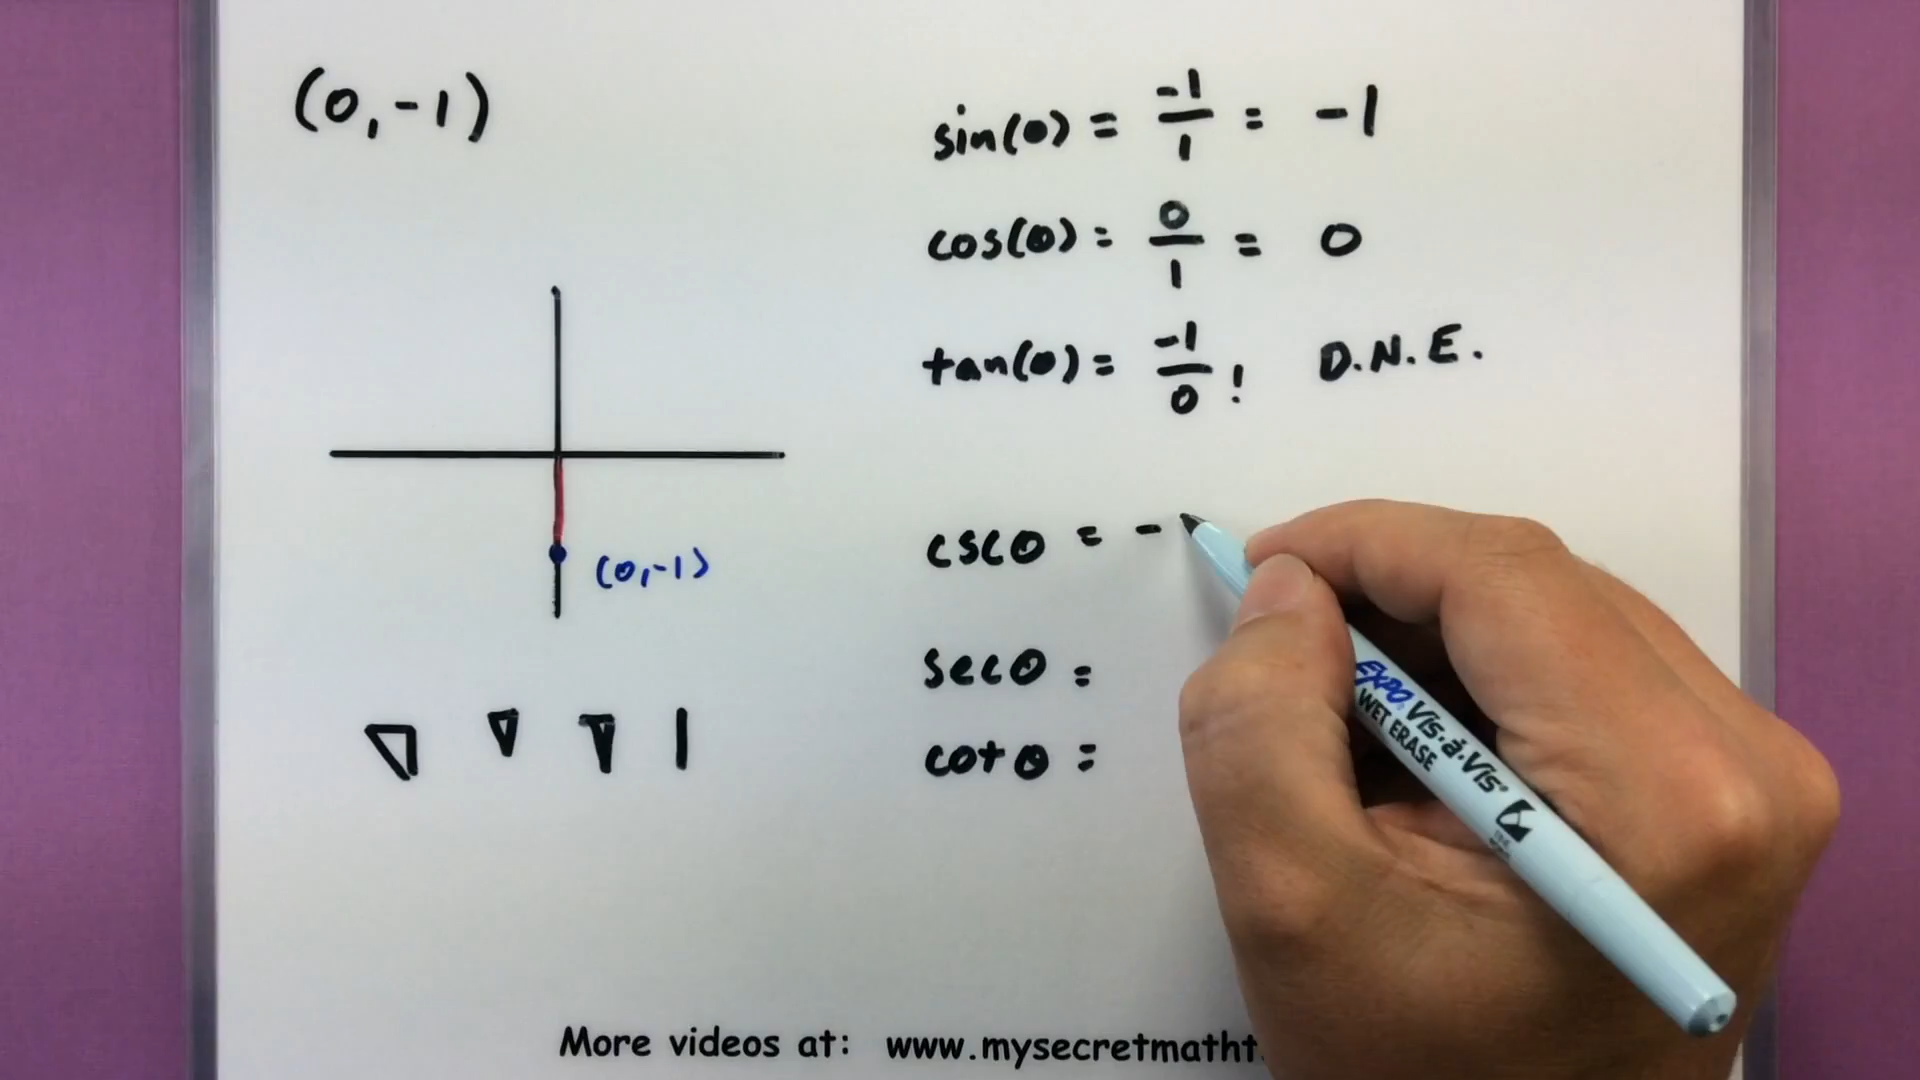 (0,-1)
sin(θ) = -1/1 = -1
cos(θ) = 0/1 = 0
tan(θ) = -1/0 ! D.N.E.
(0,-1)
cscθ = -
secθ =
cotθ =
EXPO Vis-à-Vis®
WET ERASE
More videos at: www.mysecretmatht